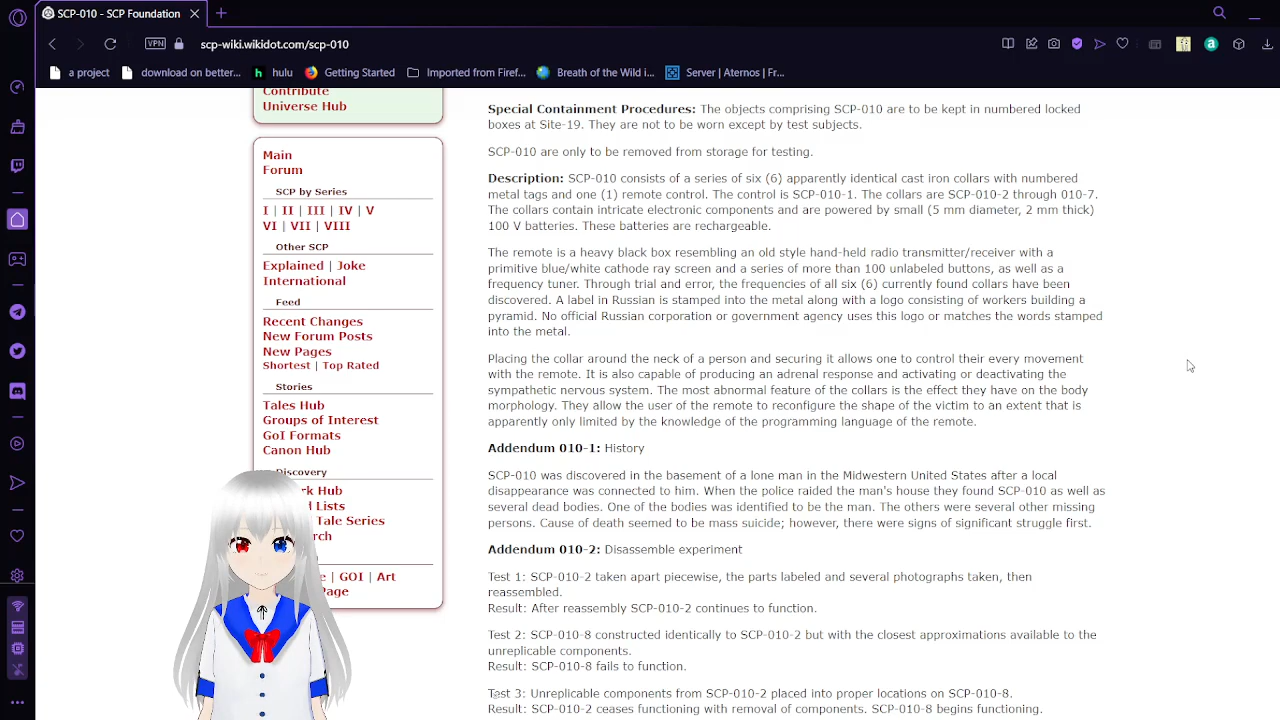 SCP-010 - SCP Foundation
VPN
scp-wiki.wikidot.com/scp-010
a project
download on better...
hulu
Getting Started
Imported from Firef...
Breath of the Wild i...
Server | Aternos | Fr...
Contribute
Universe Hub
Main
Forum
SCP by Series
I | II | III | IV | V
VI | VII | VIII
Other SCP
Explained | Joke
International
Feed
Recent Changes
New Forum Posts
New Pages
Shortest | Top Rated
Stories
Tales Hub
Groups of Interest
GoI Formats
Canon Hub
Discovery
rk Hub
d Lists
Tale Series
rch
e | GOI | Art
Page
Special Containment Procedures: The objects comprising SCP-010 are to be kept in numbered locked
boxes at Site-19. They are not to be worn except by test subjects.
SCP-010 are only to be removed from storage for testing.
Description: SCP-010 consists of a series of six (6) apparently identical cast iron collars with numbered
metal tags and one (1) remote control. The control is SCP-010-1. The collars are SCP-010-2 through 010-7.
The collars contain intricate electronic components and are powered by small (5 mm diameter, 2 mm thick)
100 V batteries. These batteries are rechargeable.
The remote is a heavy black box resembling an old style hand-held radio transmitter/receiver with a
primitive blue/white cathode ray screen and a series of more than 100 unlabeled buttons, as well as a
frequency tuner. Through trial and error, the frequencies of all six (6) currently found collars have been
discovered. A label in Russian is stamped into the metal along with a logo consisting of workers building a
pyramid. No official Russian corporation or government agency uses this logo or matches the words stamped
into the metal.
Placing the collar around the neck of a person and securing it allows one to control their every movement
with the remote. It is also capable of producing an adrenal response and activating or deactivating the
sympathetic nervous system. The most abnormal feature of the collars is the effect they have on the body
morphology. They allow the user of the remote to reconfigure the shape of the victim to an extent that is
apparently only limited by the knowledge of the programming language of the remote.
Addendum 010-1: History
SCP-010 was discovered in the basement of a lone man in the Midwestern United States after a local
disappearance was connected to him. When the police raided the man's house they found SCP-010 as well as
several dead bodies. One of the bodies was identified to be the man. The others were several other missing
persons. Cause of death seemed to be mass suicide; however, there were signs of significant struggle first.
Addendum 010-2: Disassemble experiment
Test 1: SCP-010-2 taken apart piecewise, the parts labeled and several photographs taken, then
reassembled.
Result: After reassembly SCP-010-2 continues to function.
Test 2: SCP-010-8 constructed identically to SCP-010-2 but with the closest approximations available to the
unreplicable components.
Result: SCP-010-8 fails to function.
Test 3: Unreplicable components from SCP-010-2 placed into proper locations on SCP-010-8.
Result: SCP-010-2 ceases functioning with removal of components. SCP-010-8 begins functioning.